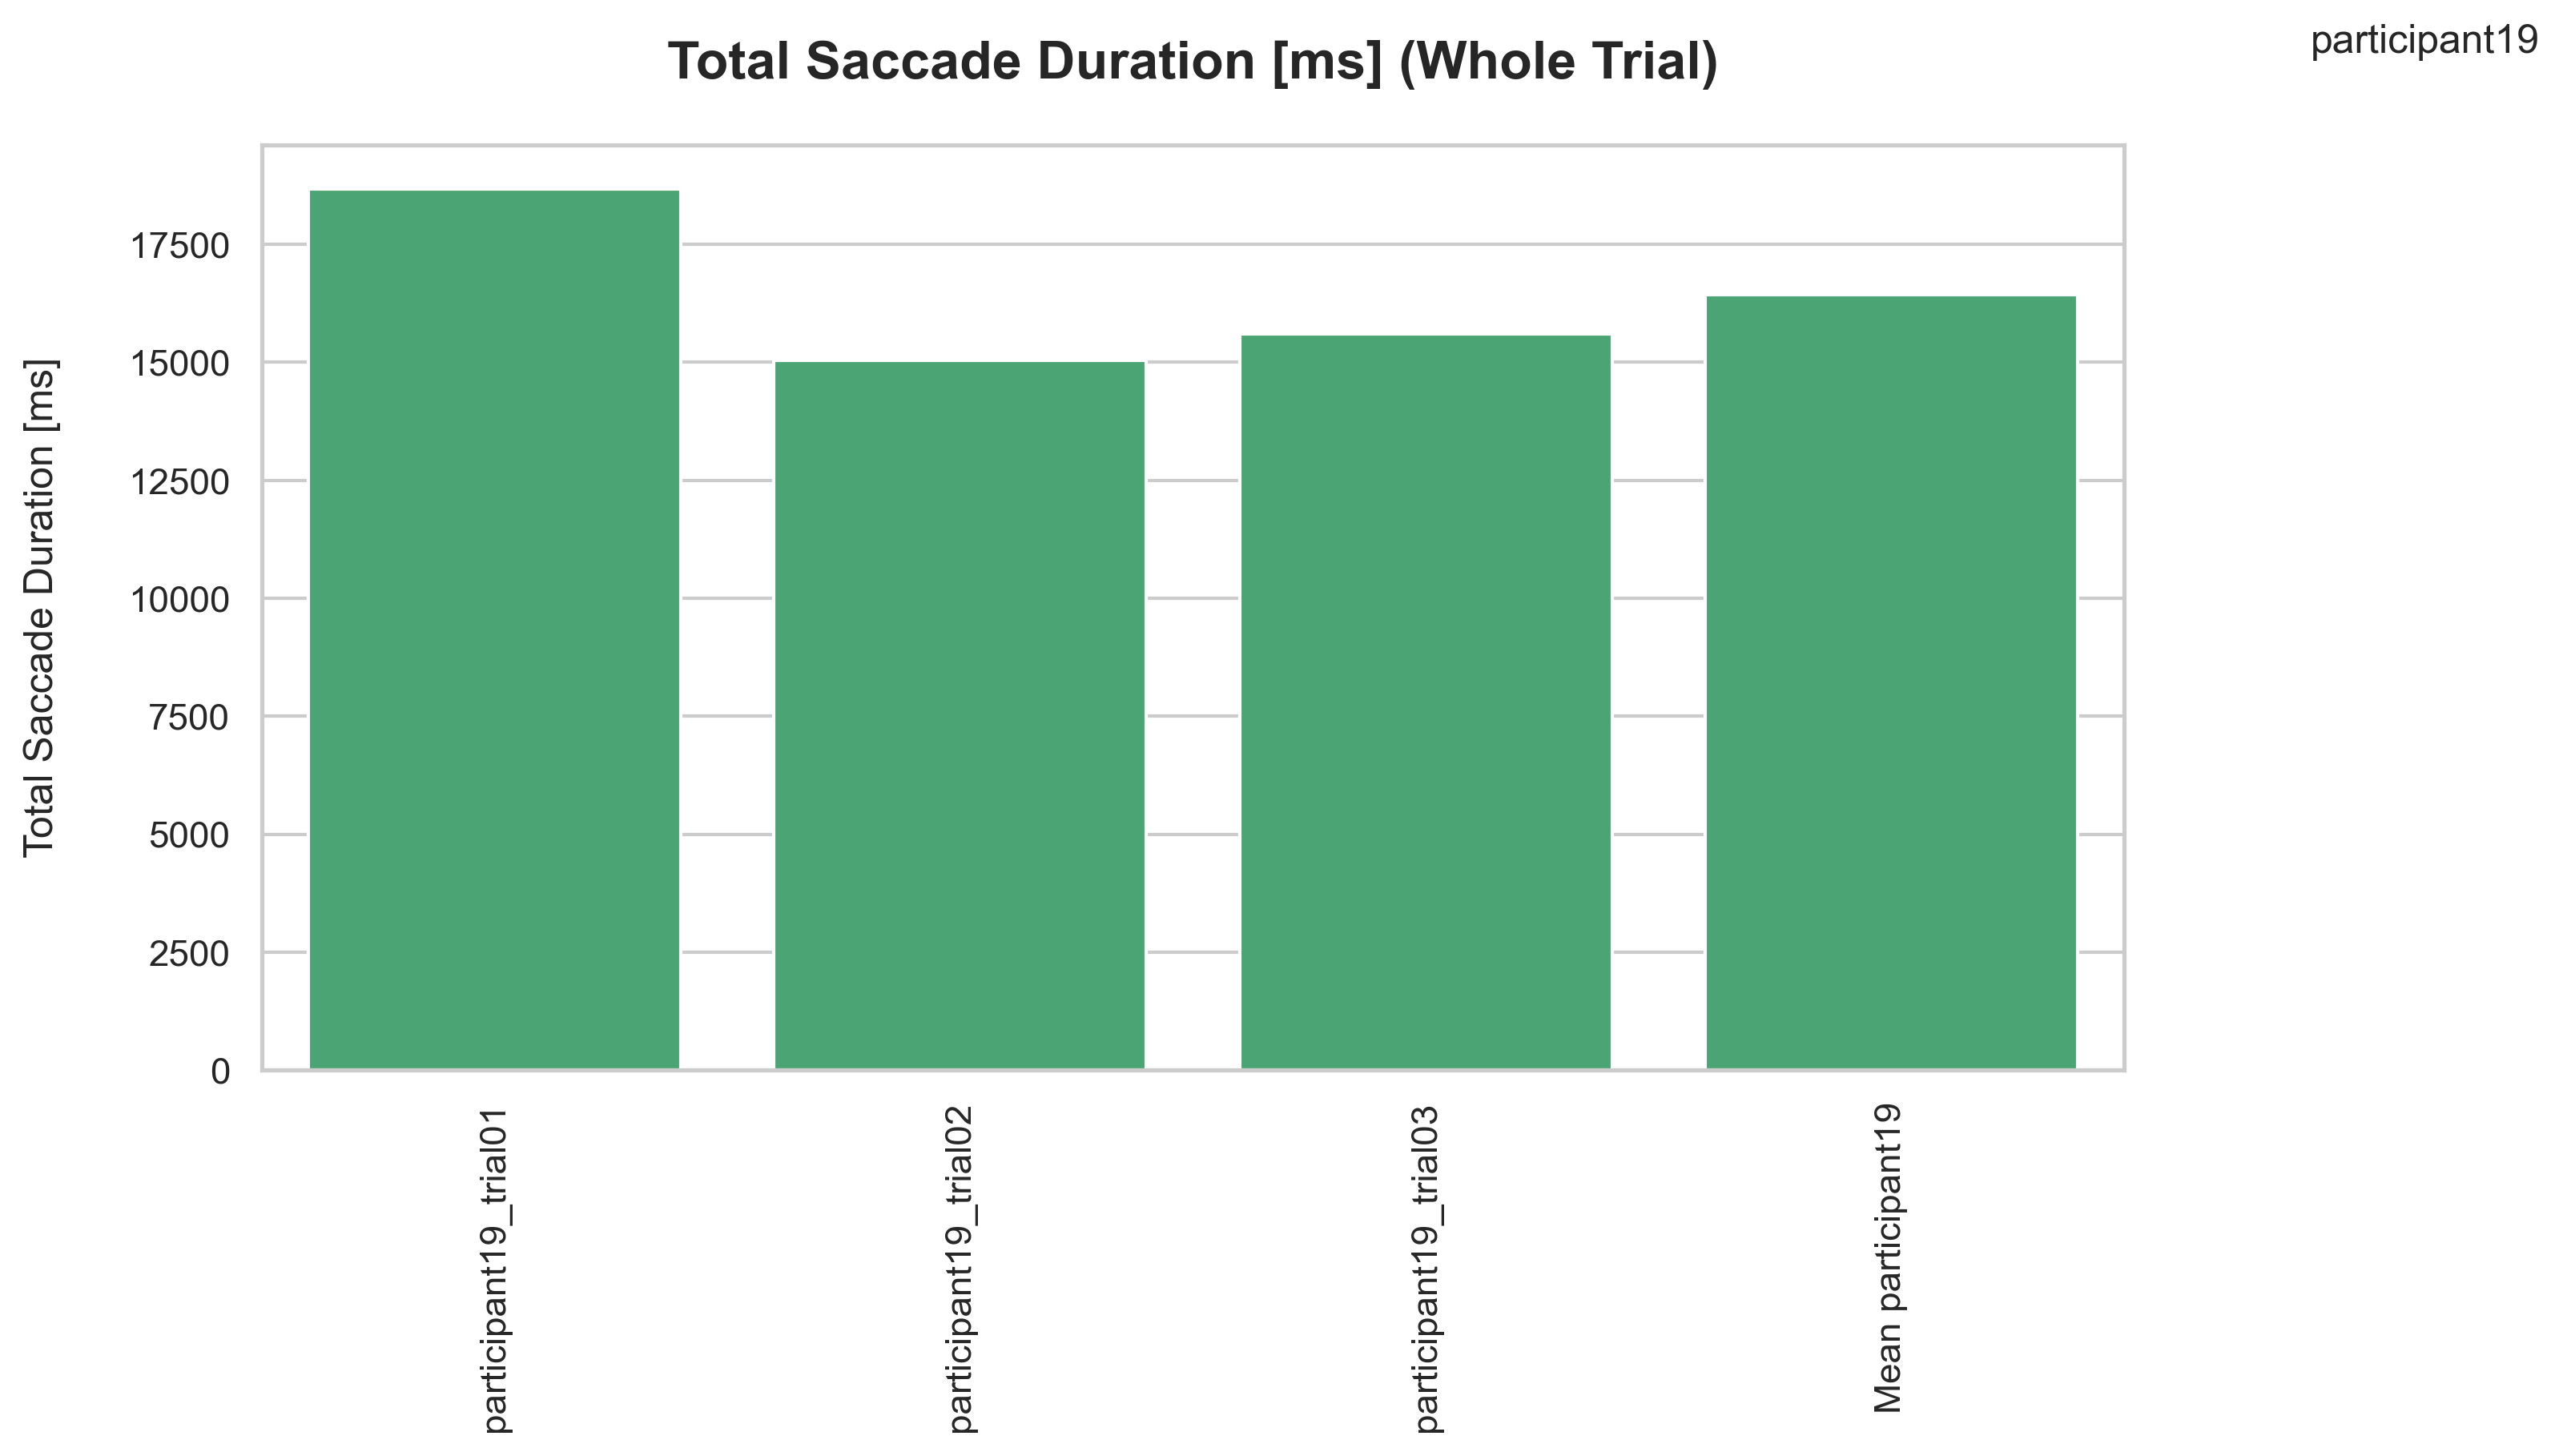 participant19
Total Saccade Duration [ms] (Whole Trial)
Total Saccade Duration [ms]
17500
15000
12500
10000
7500
5000
2500
0
participant19_trial01
participant19_trial02
participant19_trial03
Mean participant19